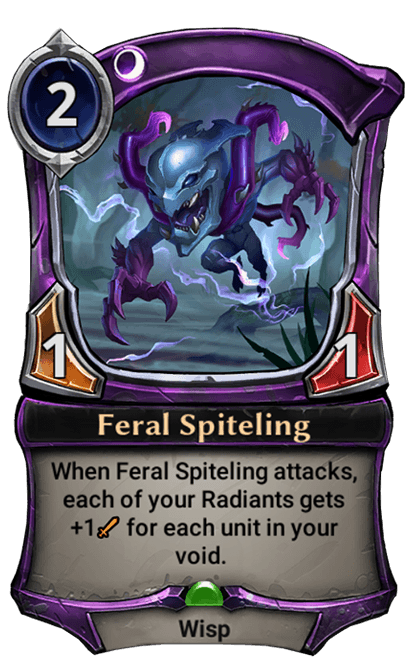 2
1 1
Feral Spiteling
When Feral Spiteling attacks,
each of your Radiants gets
+1 for each unit in your
void.
Wisp